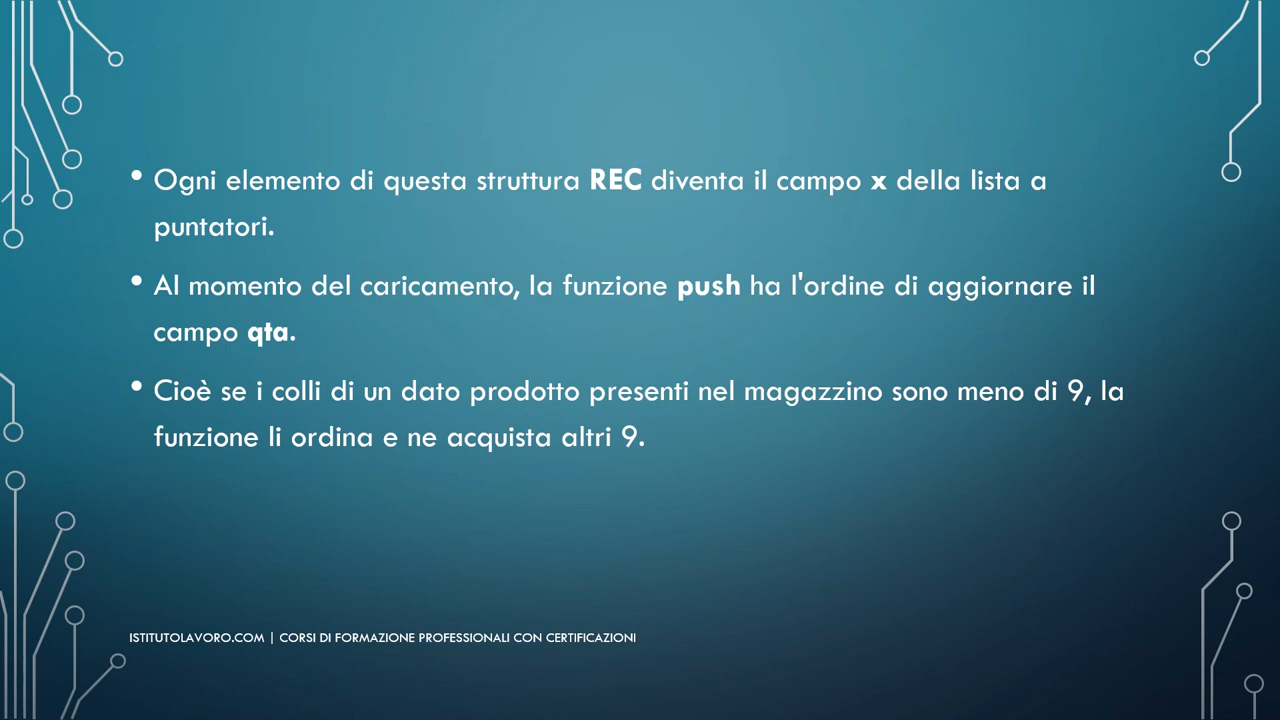 • Ogni elemento di questa struttura REC diventa il campo x della lista a
puntatori.
• Al momento del caricamento, la funzione push ha l'ordine di aggiornare il
campo qta.
• Cioè se i colli di un dato prodotto presenti nel magazzino sono meno di 9, la
funzione li ordina e ne acquista altri 9.
ISTITUTOLAVORO.COM | CORSI DI FORMAZIONE PROFESSIONALI CON CERTIFICAZIONI